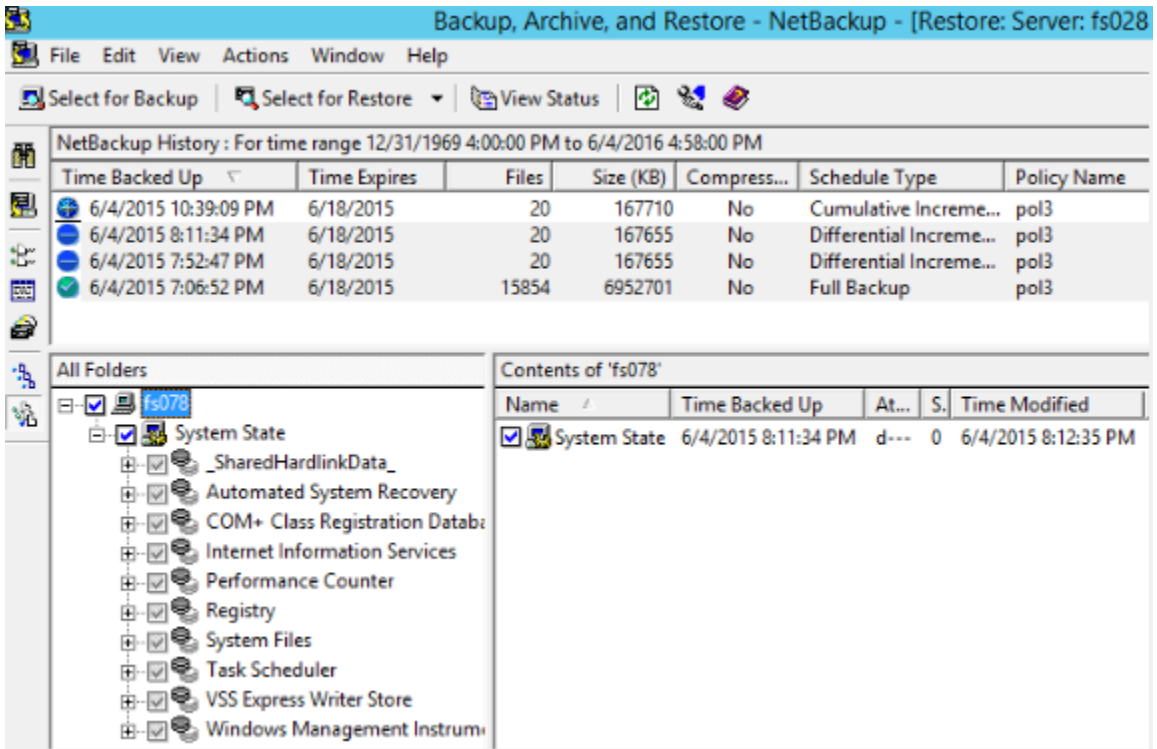 Backup, Archive, and Restore - NetBackup - [Restore: Server: fs028
File Edit View Actions Window Help
Select for Backup Select for Restore View Status
NetBackup History : For time range 12/31/1969 4:00:00 PM to 6/4/2016 4:58:00 PM
Time Backed Up Time Expires Files Size (KB) Compress... Schedule Type Policy Name
6/4/2015 10:39:09 PM 6/18/2015 20 167710 No Cumulative Increme... pol3
6/4/2015 8:11:34 PM 6/18/2015 20 167655 No Differential Increme... pol3
6/4/2015 7:52:47 PM 6/18/2015 20 167655 No Differential Increme... pol3
6/4/2015 7:06:52 PM 6/18/2015 15854 6952701 No Full Backup pol3
All Folders
fs078
System State
_SharedHardlinkData_
Automated System Recovery
COM+ Class Registration Databa
Internet Information Services
Performance Counter
Registry
System Files
Task Scheduler
VSS Express Writer Store
Windows Management Instrum
Contents of 'fs078'
Name Time Backed Up At... S. Time Modified
System State 6/4/2015 8:11:34 PM d--- 0 6/4/2015 8:12:35 PM